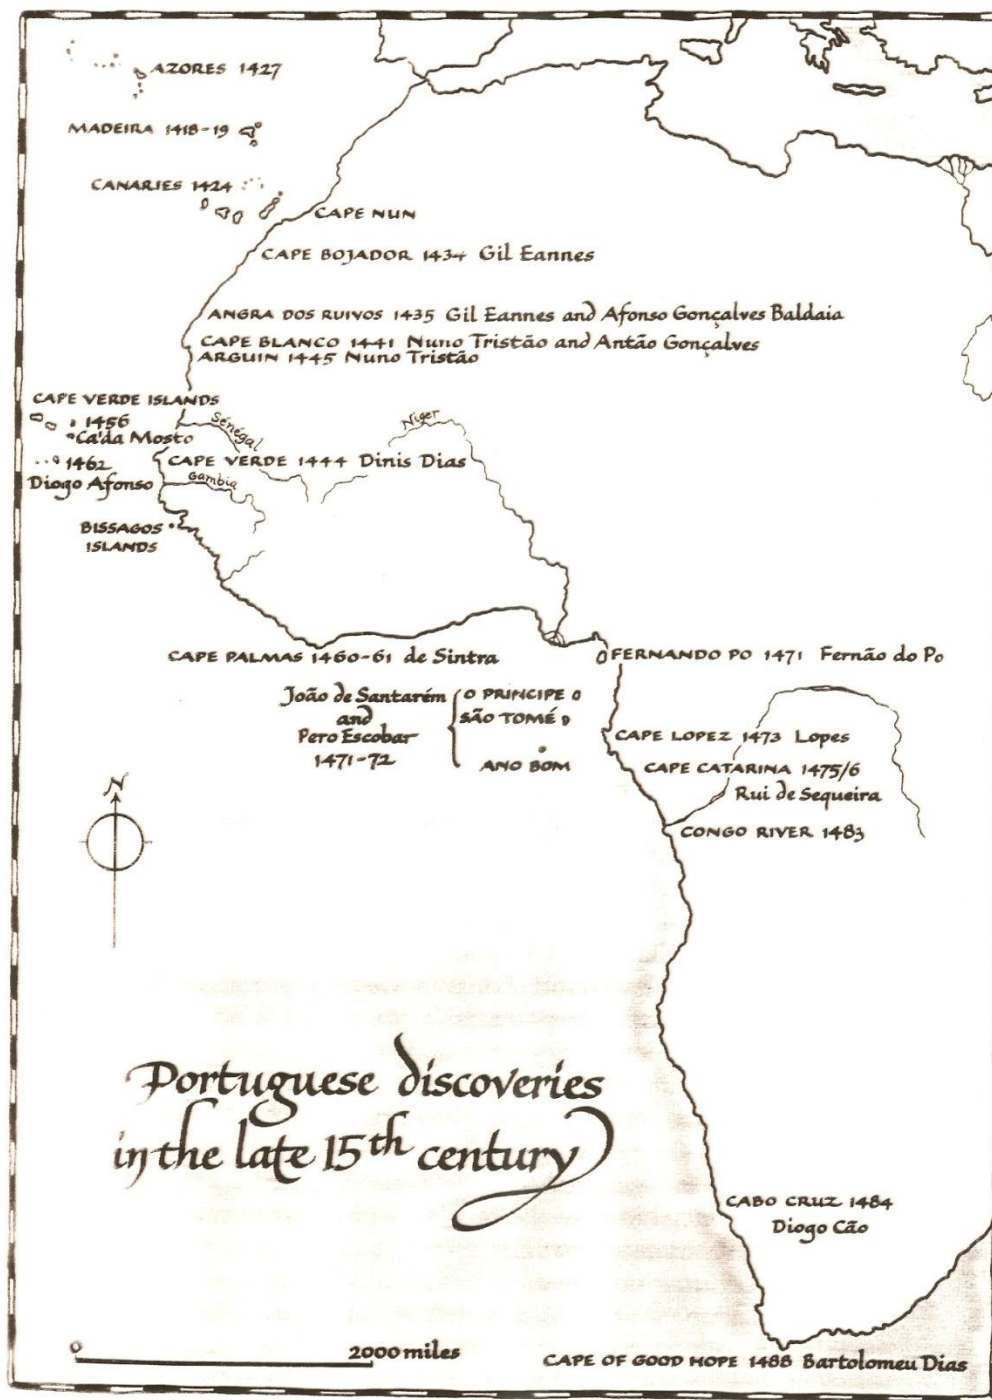 AZORES 1427
MADEIRA 1418-19
CANARIES 1424
CAPE NUN
CAPE BOJADOR 1434 Gil Eannes
ANGRA DOS RUIVOS 1435 Gil Eannes and Afonso Gonçalves Baldaia
CAPE BLANCO 1441 Nuno Tristão and Antão Gonçalves
ARGUIN 1445 Nuno Tristão
CAPE VERDE ISLANDS
1456
Ca'da Mosto
Sénégal
Niger
CAPE VERDE 1444 Dinis Dias
1462
Diogo Afonso
Gambia
BISSAGOS
ISLANDS
CAPE PALMAS 1460-61 de Sintra
FERNANDO PO 1471 Fernão do Po
João de Santarém
and
Pero Escobar
1471-72
O PRINCIPE
SÃO TOMÉ
ANO BOM
CAPE LOPEZ 1473 Lopes
CAPE CATARINA 1475/6
Rui de Sequeira
CONGO RIVER 1483
N
Portuguese discoveries
in the late 15th century
CABO CRUZ 1484
Diogo Cão
0
2000 miles
CAPE OF GOOD HOPE 1488 Bartolomeu Dias